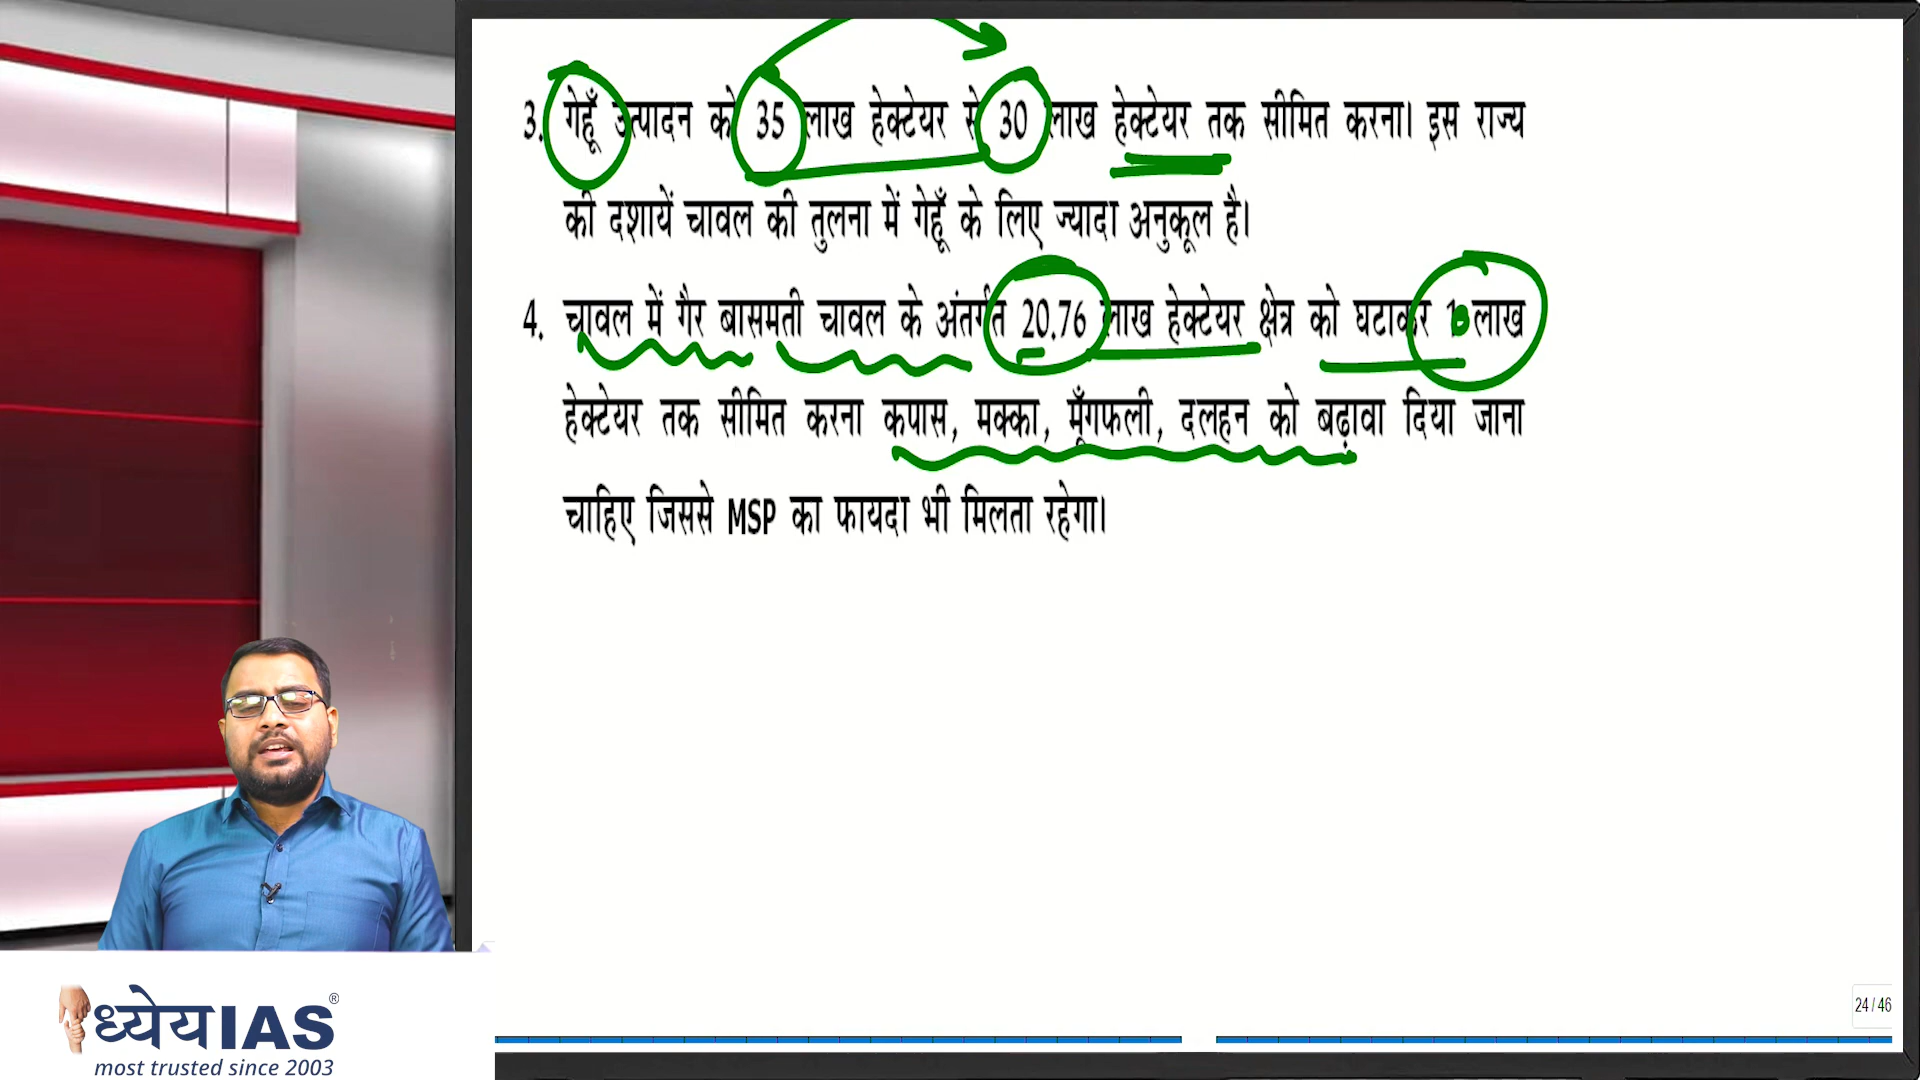 3. गेहूँ उत्पादन को 35 लाख हेक्टेयर से 30 लाख हेक्टेयर तक सीमित करना। इस राज्य
की दशायें चावल की तुलना में गेहूँ के लिए ज्यादा अनुकूल है।
4. चावल में गैर बासमती चावल के अंतर्गत 20.76 लाख हेक्टेयर क्षेत्र को घटाकर 10 लाख
हेक्टेयर तक सीमित करना कपास, मक्का, मूँगफली, दलहन को बढ़ावा दिया जाना
चाहिए जिससे MSP का फायदा भी मिलता रहेगा।
24 / 46
ध्येय IAS ®
most trusted since 2003